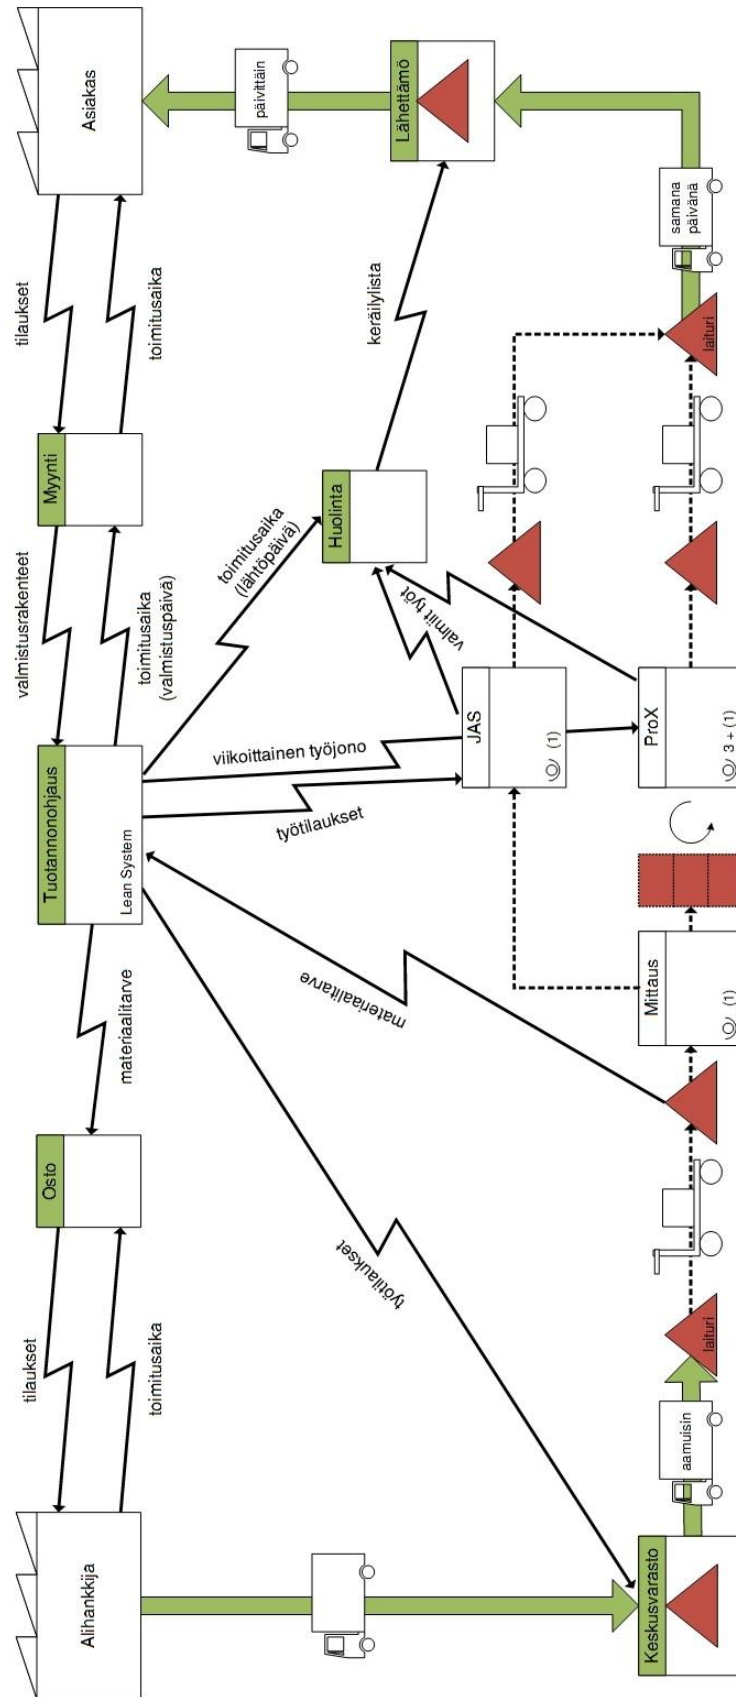 Alihankkija
tilaukset
toimitusaika
Osto
materiaalitarve
Tuotannonohjaus
Lean System
valmistusrakenteet
toimitusaika
(valmistuspäivä)
Myynti
tilaukset
toimitusaika
Asiakas
päivittäin
Lähettämö
keräilylista
Huolinta
toimitusaika
(lähtöpäivä)
viikoittainen työjono
työtilaukset
materiaalitarve
työtilaukset
valmiit työt
JAS
(1)
Keskusvarasto
aamuisin
laituri
Mittaus
(1)
ProX
3 + (1)
laituri
samana
päivänä